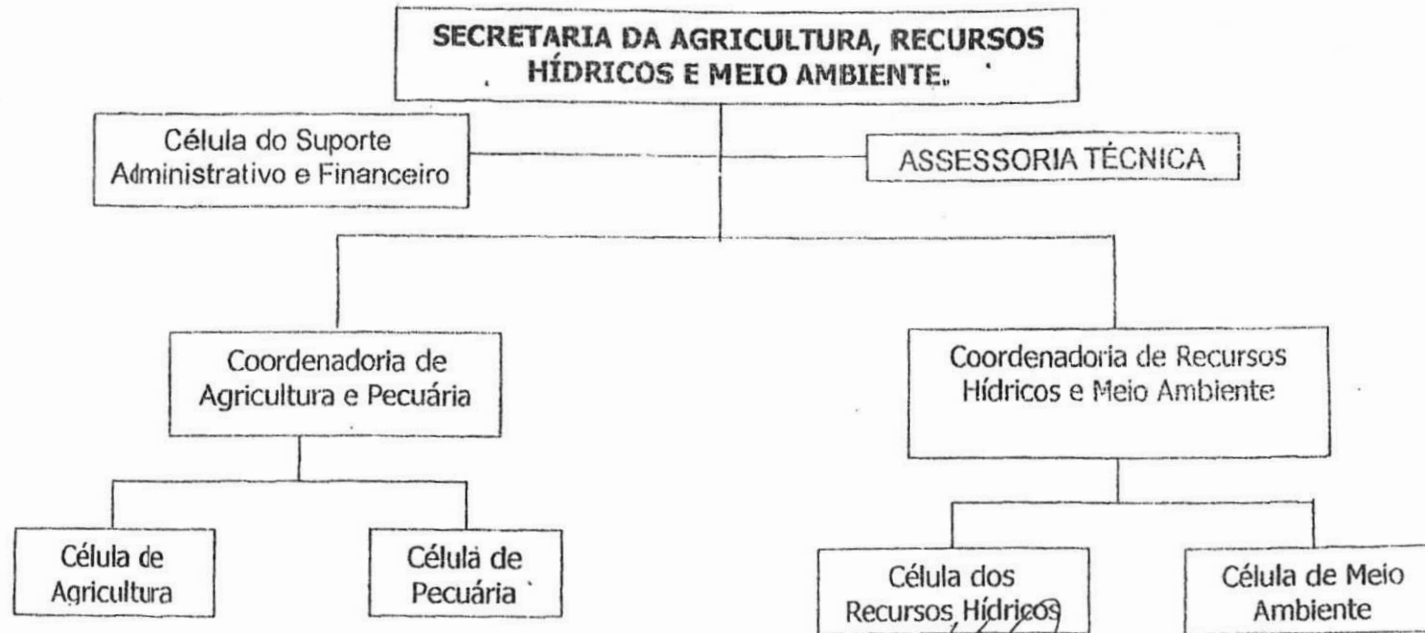 SECRETARIA DA AGRICULTURA, RECURSOS
HÍDRICOS E MEIO AMBIENTE.
Célula do Suporte
Administrativo e Financeiro
ASSESSORIA TÉCNICA
Coordenadoria de
Agricultura e Pecuária
Coordenadoria de Recursos
Hídricos e Meio Ambiente
Célula de
Agricultura
Célula de
Pecuária
Célula dos
Recursos Hídricos
Célula de Meio
Ambiente